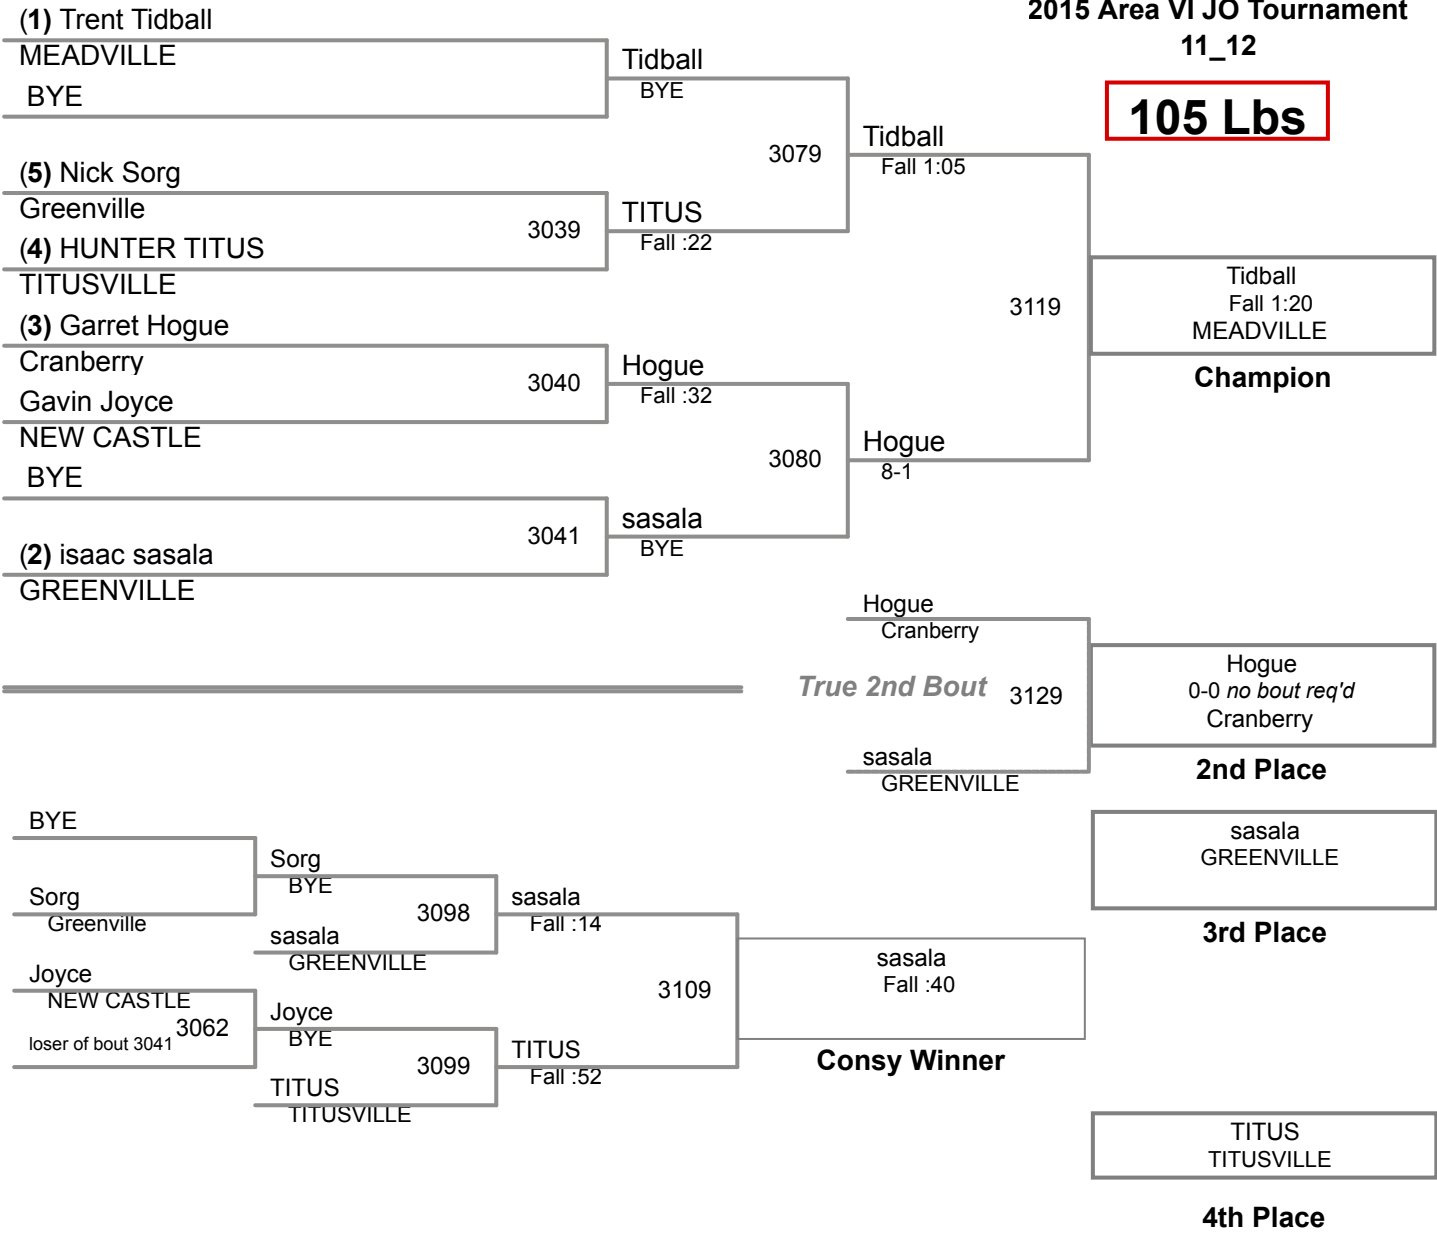 2015 Area VI JO Tournament
11_12
105 Lbs
(1) Trent Tidball
MEADVILLE
BYE
(5) Nick Sorg
Greenville
(4) HUNTER TITUS
TITUSVILLE
(3) Garret Hogue
Cranberry
Gavin Joyce
NEW CASTLE
BYE
(2) isaac sasala
GREENVILLE
3039
3040
3041
Tidball
BYE
TITUS
Fall :22
Hogue
Fall :32
sasala
BYE
3079
3080
Tidball
Fall 1:05
Hogue
8-1
3119
Tidball
Fall 1:20
MEADVILLE
Champion
Hogue
Cranberry
True 2nd Bout
3129
sasala
GREENVILLE
Hogue
0-0 no bout req'd
Cranberry
2nd Place
BYE
Sorg
Greenville
Joyce
NEW CASTLE
loser of bout 3041
3062
Sorg
BYE
sasala
GREENVILLE
Joyce
BYE
TITUS
TITUSVILLE
3098
3099
sasala
Fall :14
TITUS
Fall :52
3109
sasala
Fall :40
Consy Winner
sasala
GREENVILLE
3rd Place
TITUS
TITUSVILLE
4th Place